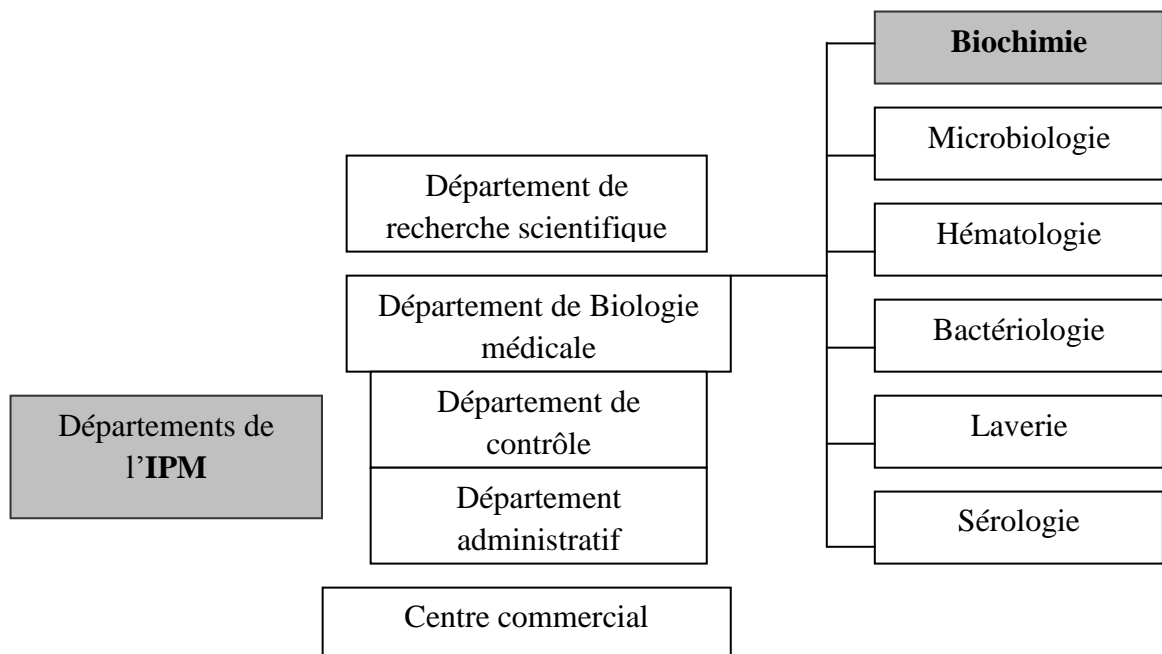 Départements de
l’IPM
Département de
recherche scientifique
Département de Biologie
médicale
Département de
contrôle
Département
administratif
Centre commercial
Biochimie
Microbiologie
Hématologie
Bactériologie
Laverie
Sérologie